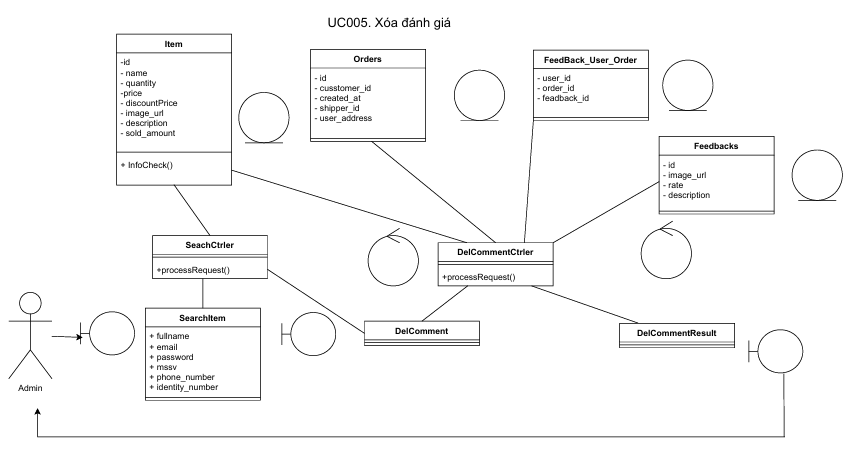 UC005. Xóa đánh giá
Item
-id
- name
- quantity
-price
- discountPrice
- image_url
- description
- sold_amount
+ InfoCheck()
Orders
- id
- cusstomer_id
- created_at
- shipper_id
- user_address
FeedBack_User_Order
- user_id
- order_id
- feadback_id
Feedbacks
- id
- image_url
- rate
- description
SeachCtrler
+processRequest()
DelCommentCtrler
+processRequest()
SearchItem
+ fullname
+ email
+ password
+ mssv
+ phone_number
+ identity_number
DelComment
DelCommentResult
Admin